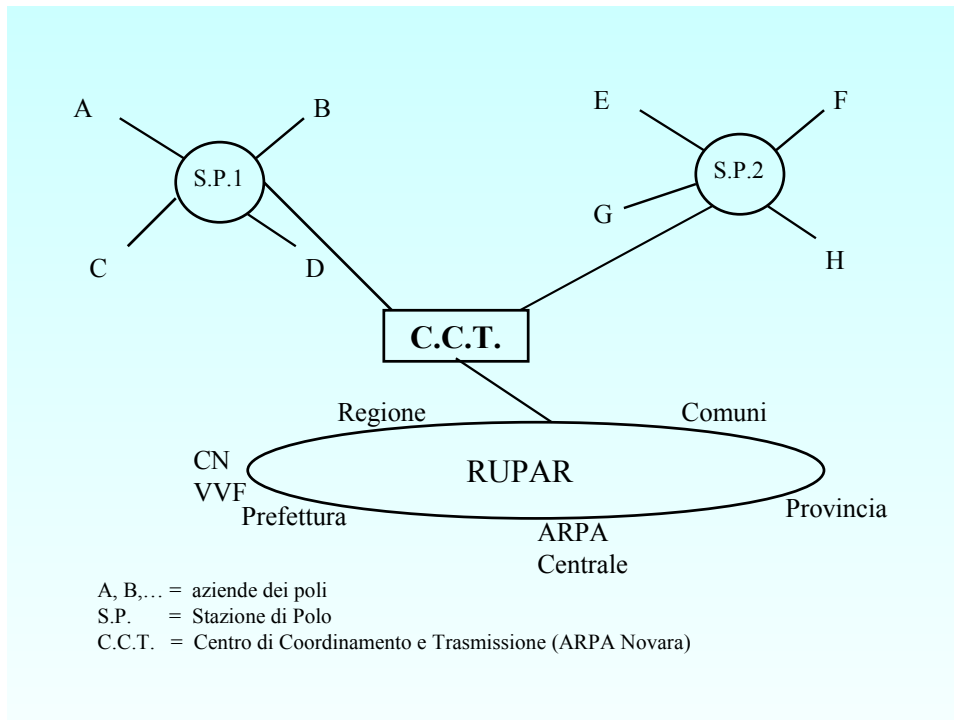 A
B
E
F
S.P.1
S.P.2
G
C
D
H
C.C.T.
Regione
Comuni
CN
VVF
RUPAR
Prefettura
Provincia
ARPA
Centrale
A, B,… = aziende dei poli
S.P. = Stazione di Polo
C.C.T. = Centro di Coordinamento e Trasmissione (ARPA Novara)